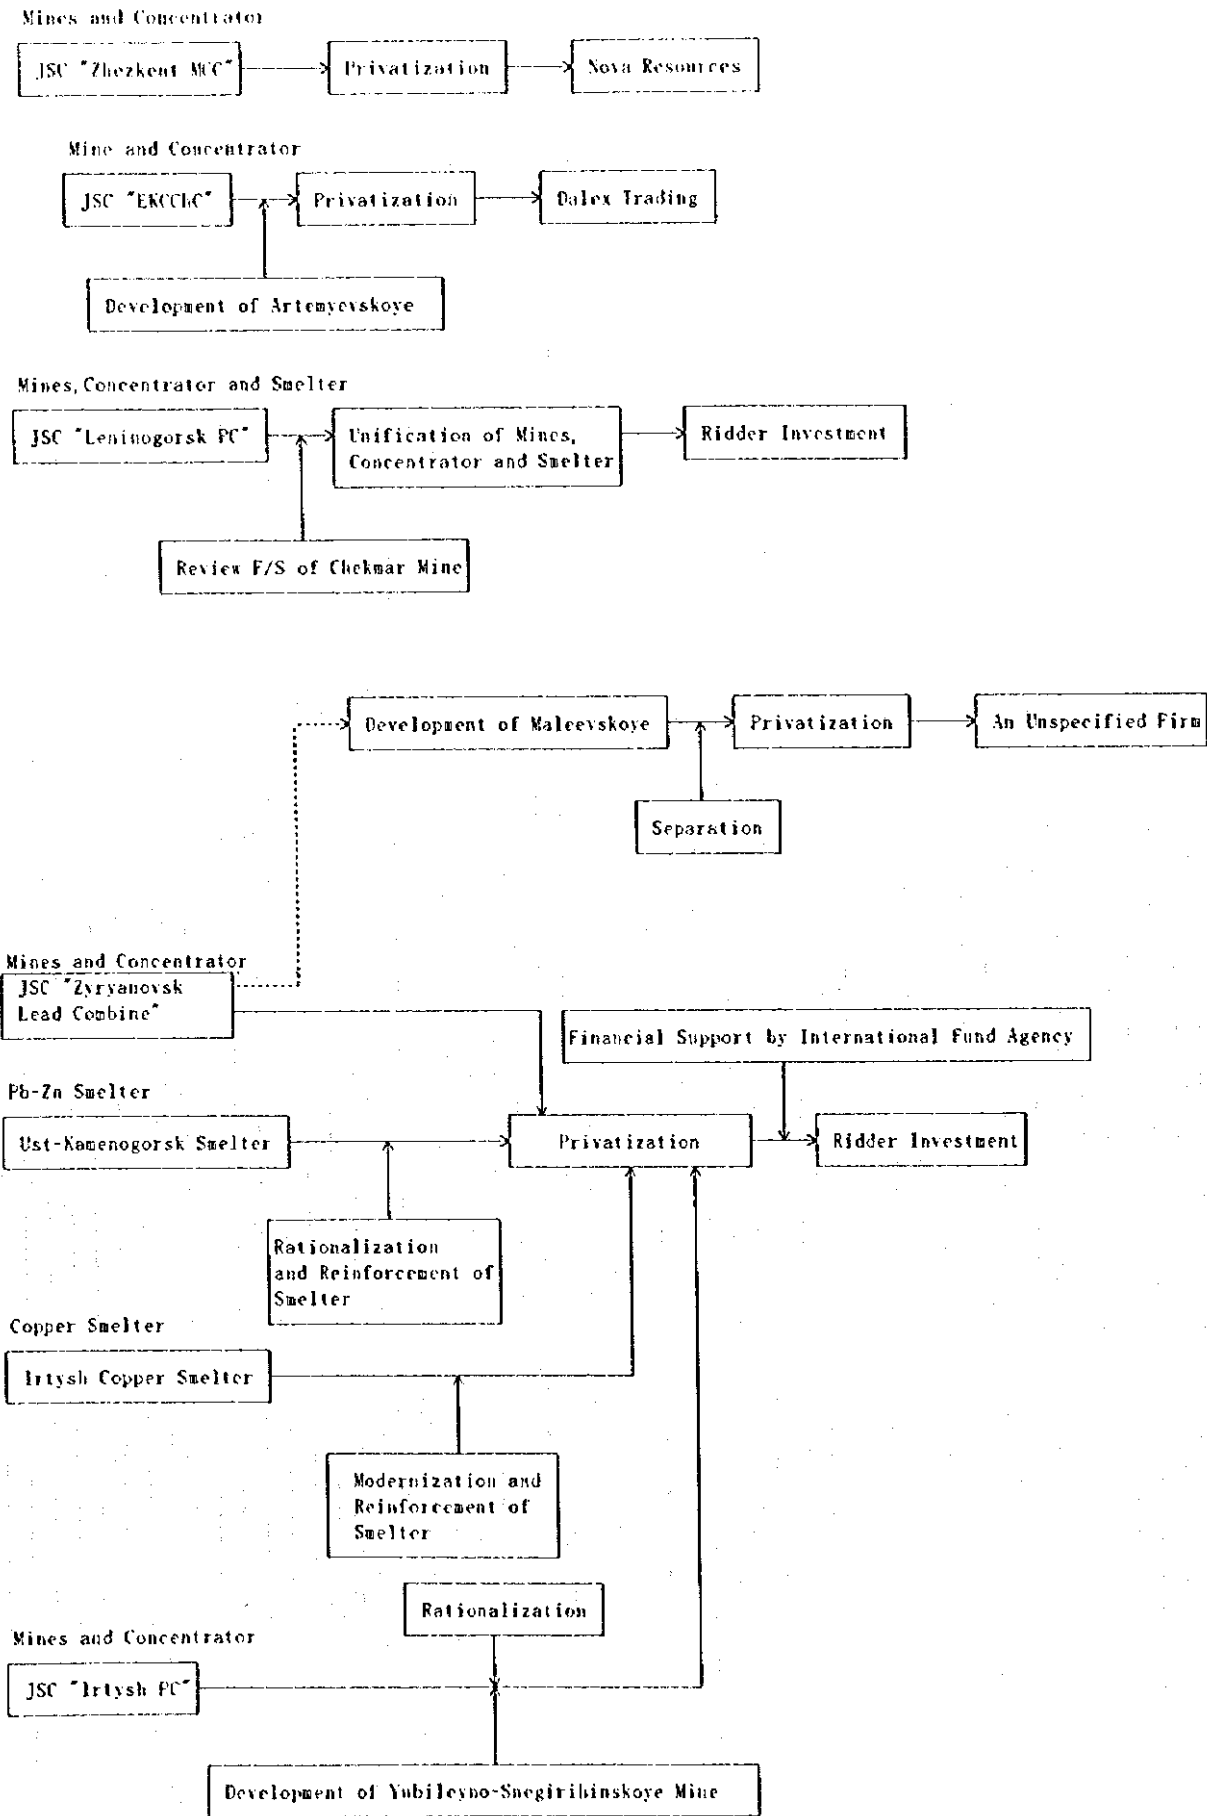 Mines and Concentrator
JSC "Zhezkent MCC"
Privatization
Nova Resources
Mine and Concentrator
JSC "EKCChC"
Privatization
Dalex Trading
Development of Artemyevskoye
Mines, Concentrator and Smelter
JSC "Leninogorsk PC"
Unification of Mines,
Concentrator and Smelter
Ridder Investment
Review F/S of Chekmar Mine
Development of Maleevskoye
Privatization
An Unspecified Firm
Separation
Mines and Concentrator
JSC "Zyryanovsk
Lead Combine"
Financial Support by International Fund Agency
Pb-Zn Smelter
Ust-Kamenogorsk Smelter
Privatization
Ridder Investment
Rationalization
and Reinforcement of
Smelter
Copper Smelter
Irtysh Copper Smelter
Modernization and
Reinforcement of
Smelter
Rationalization
Mines and Concentrator
JSC "Irtysh PC"
Development of Yubileyno-Snegirihinskoye Mine